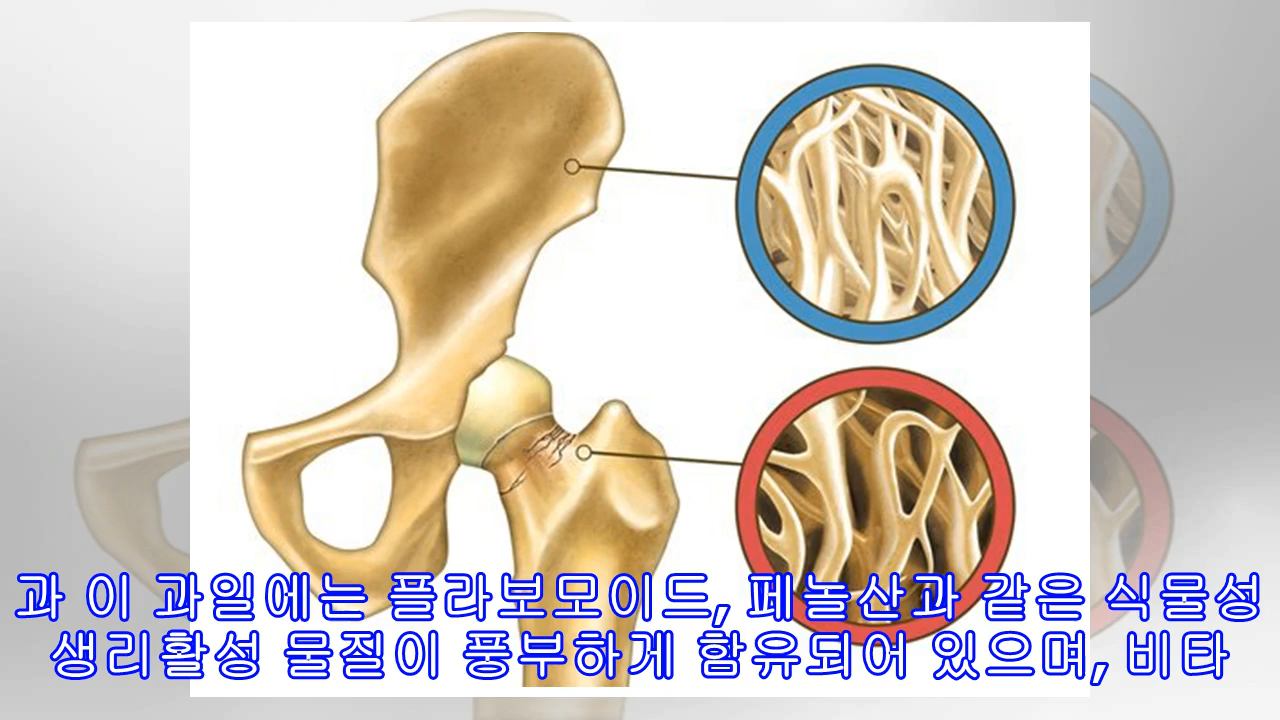 과 이 과일에는 플라보모이드, 페놀산과 같은 식물성
생리활성 물질이 풍부하게 함유되어 있으며, 비타